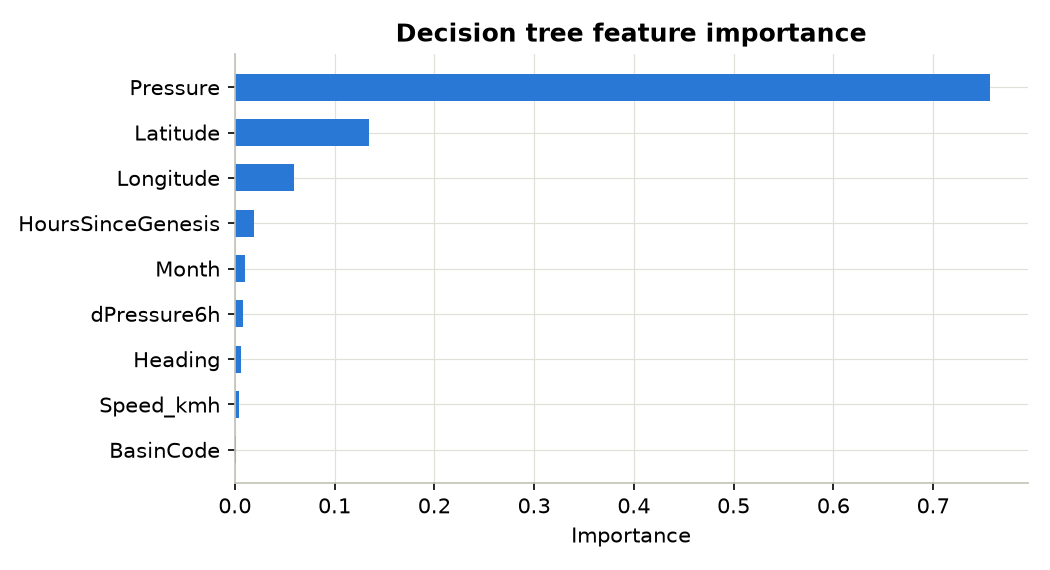 Decision tree feature importance
Pressure
Latitude
Longitude
HoursSinceGenesis
Month
dPressure6h
Heading
Speed_kmh
BasinCode
0.0 0.1 0.2 0.3 0.4 0.5 0.6 0.7
Importance